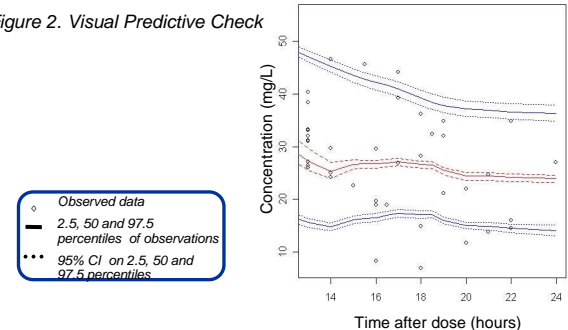 igure 2. Visual Predictive Check
Observed data
2.5, 50 and 97.5
percentiles of observations
95% CI on 2.5, 50 and
97.5 percentiles
Concentration (mg/L)
50
40
30
20
10
14 16 18 20 22 24
Time after dose (hours)